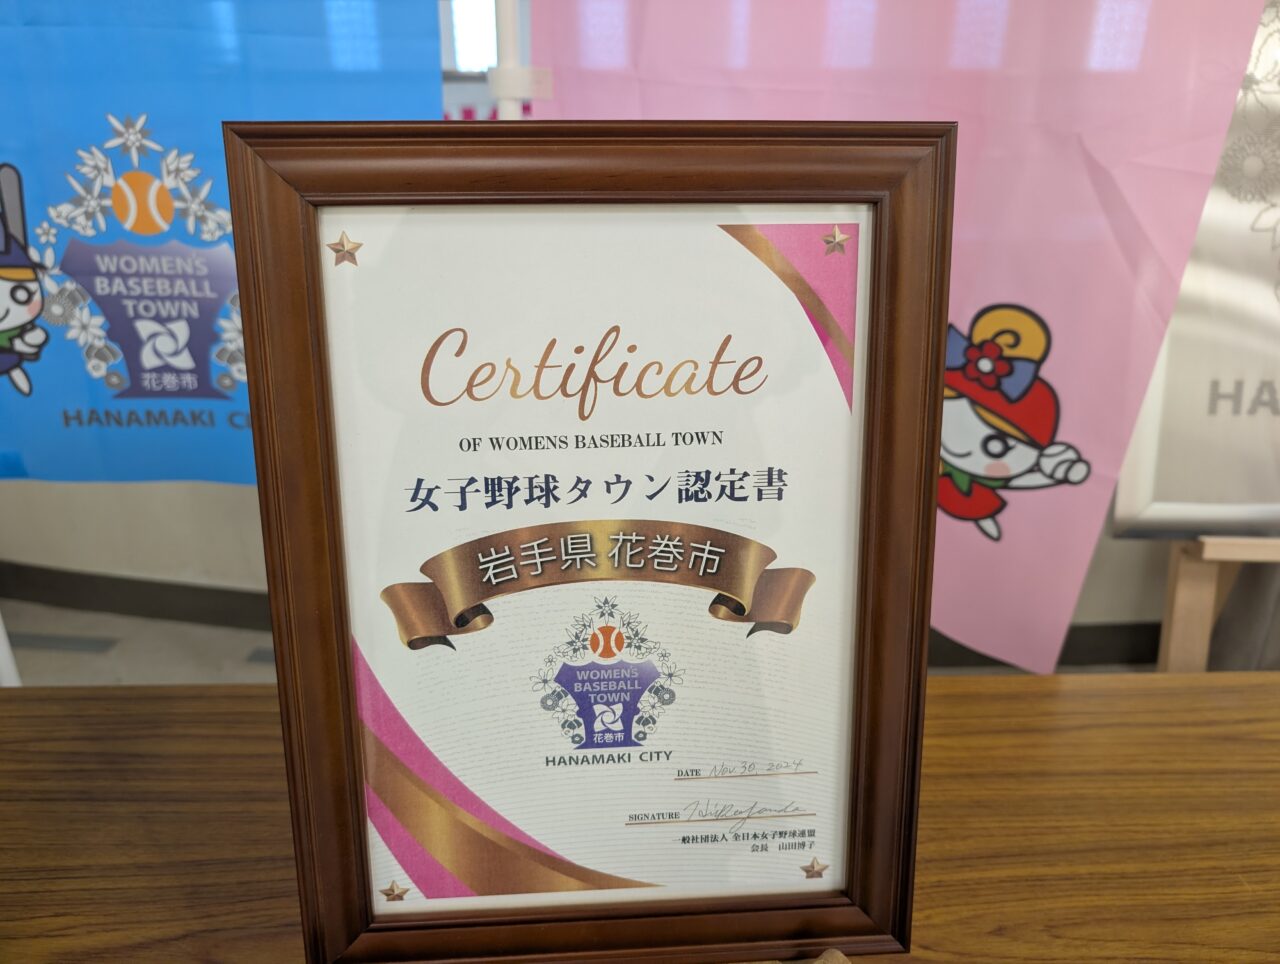 WOMEN'S
BASEBALL
TOWN
花巻市
HANAMAKI CI
Certificate
OF WOMENS BASEBALL TOWN
女子野球タウン認定書
岩手県 花巻市
WOMEN'S
BASEBALL
TOWN
花巻市
HANAMAKI CITY
DATE Nov. 30, 2024
SIGNATURE
一般社団法人 全日本女子野球連盟
会長 山田博子
HA